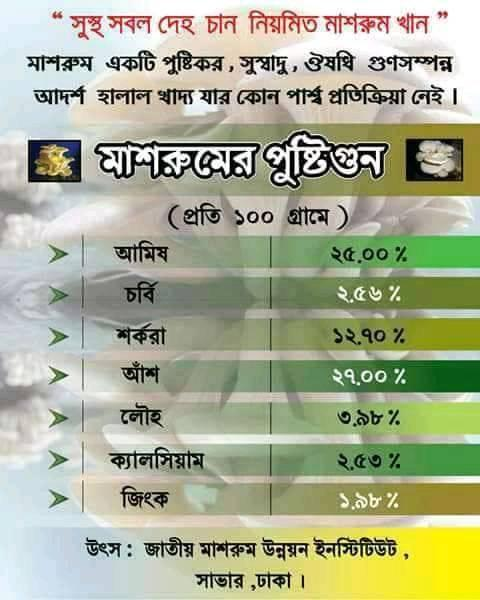 “ সুস্থ সবল দেহ চান নিয়মিত মাশরুম খান ”
মাশরুম একটি পুষ্টিকর , সুস্বাদু , ঔষধি গুণসম্পন্ন
আদর্শ হালাল খাদ্য যার কোন পার্শ্ব প্রতিক্রিয়া নেই ।
মাশরুমের পুষ্টিগুন
( প্রতি ১০০ গ্রামে )
আমিষ ২৫.০০ %
চর্বি ২.৫৬ %
শর্করা ১২.৭০ %
আঁশ ২৭.০০ %
লৌহ ৩.৯৮ %
ক্যালসিয়াম ২.৫৩ %
জিংক ১.৯৮ %
উৎস : জাতীয় মাশরুম উন্নয়ন ইনস্টিটিউট ,
সাভার ,ঢাকা ।